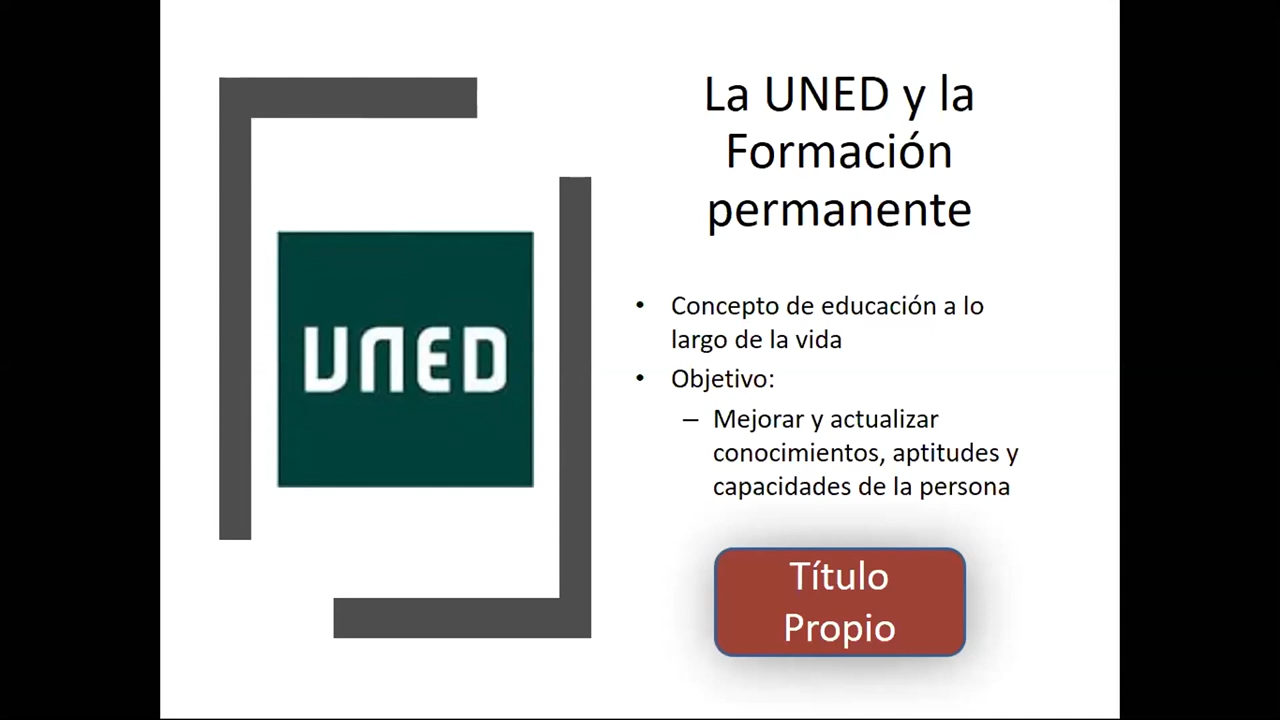 La UNED y la
Formación
permanente
UNED
• Concepto de educación a lo
largo de la vida
• Objetivo:
– Mejorar y actualizar
conocimientos, aptitudes y
capacidades de la persona
Título
Propio